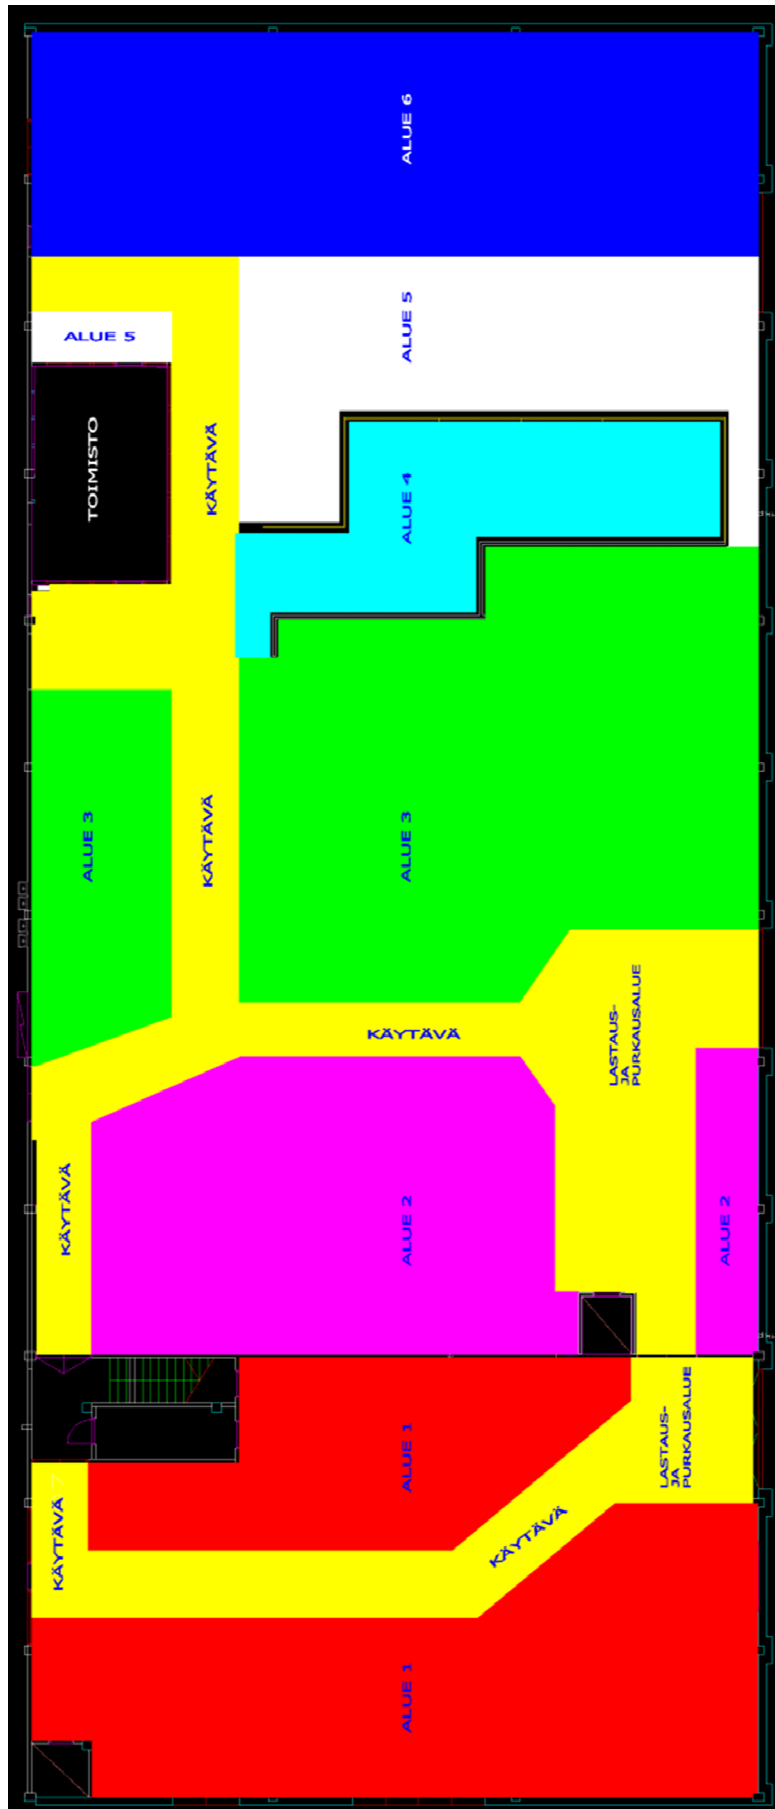 ALUE 6
ALUE 5
ALUE 5
TOIMISTO
KÄYTÄVÄ
ALUE 4
ALUE 3
KÄYTÄVÄ
ALUE 3
KÄYTÄVÄ
LASTAUS-
JA
PURKAUSALUE
KÄYTÄVÄ
ALUE 2
ALUE 2
ALUE 1
LASTAUS-
JA
PURKAUSALUE
KÄYTÄVÄ
KÄYTÄVÄ
ALUE 1